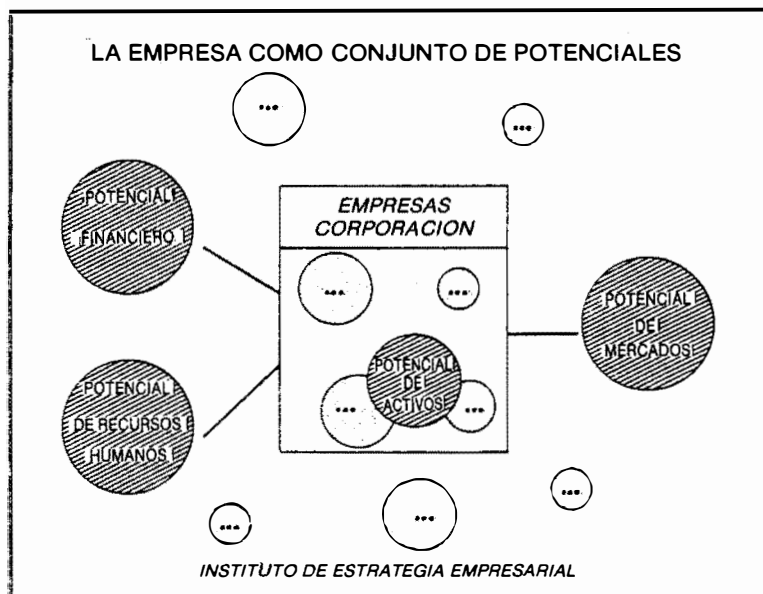 LA EMPRESA COMO CONJUNTO DE POTENCIALES
...
...
POTENCIAL
FINANCIERO
EMPRESAS
CORPORACION
...
...
POTENCIAL
DE
MERCADOS
POTENCIAL
DE
ACTIVOS
...
...
POTENCIAL
DE RECURSOS
HUMANOS
...
...
...
INSTITUTO DE ESTRATEGIA EMPRESARIAL